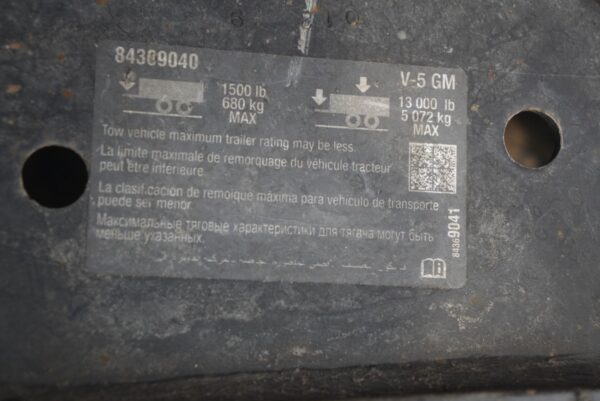 84369040
V-5 GM
1500 lb
680 kg
MAX
13 000 lb
5 072 kg
MAX
Tow vehicle maximum trailer rating may be less.
La limite maximale de remorquage du véhicule tracteur
peut être inférieure.
La clasificación de remolque máxima para vehículo de transporte
puede ser menor.
Максимальные тяговые характеристики для тягача могут быть
меньше указанных.
84369041